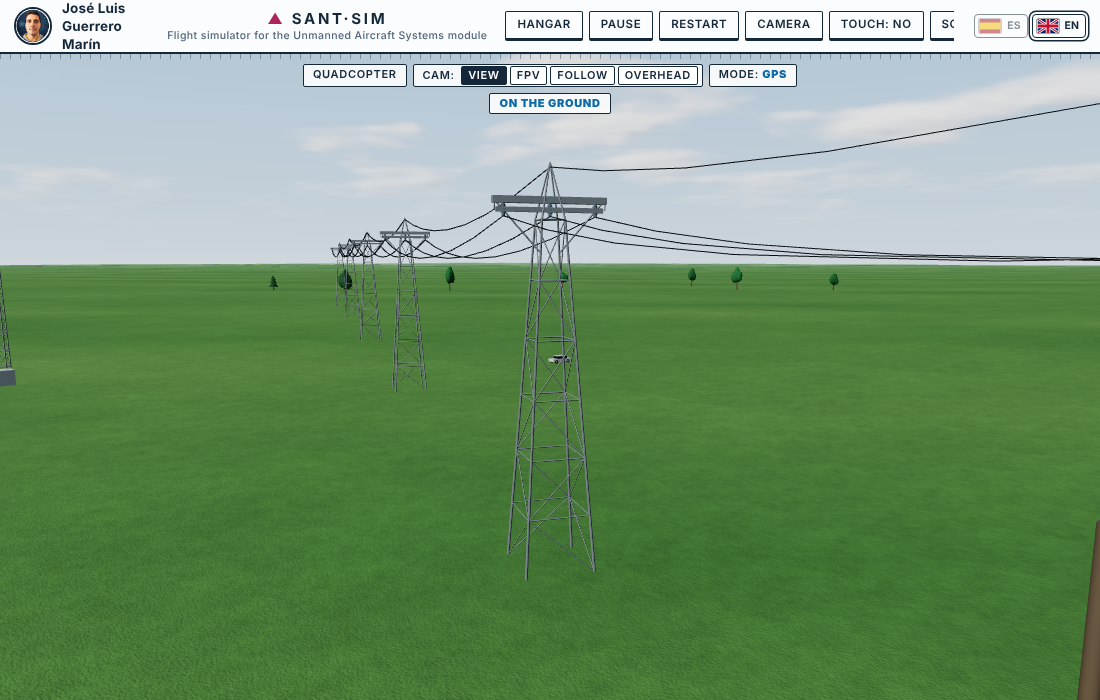 José Luis
Guerrero
Marín
SANT·SIM
Flight simulator for the Unmanned Aircraft Systems module
HANGAR
PAUSE
RESTART
CAMERA
TOUCH: NO
ES
EN
QUADCOPTER
CAM: VIEW FPV FOLLOW OVERHEAD
MODE: GPS
ON THE GROUND